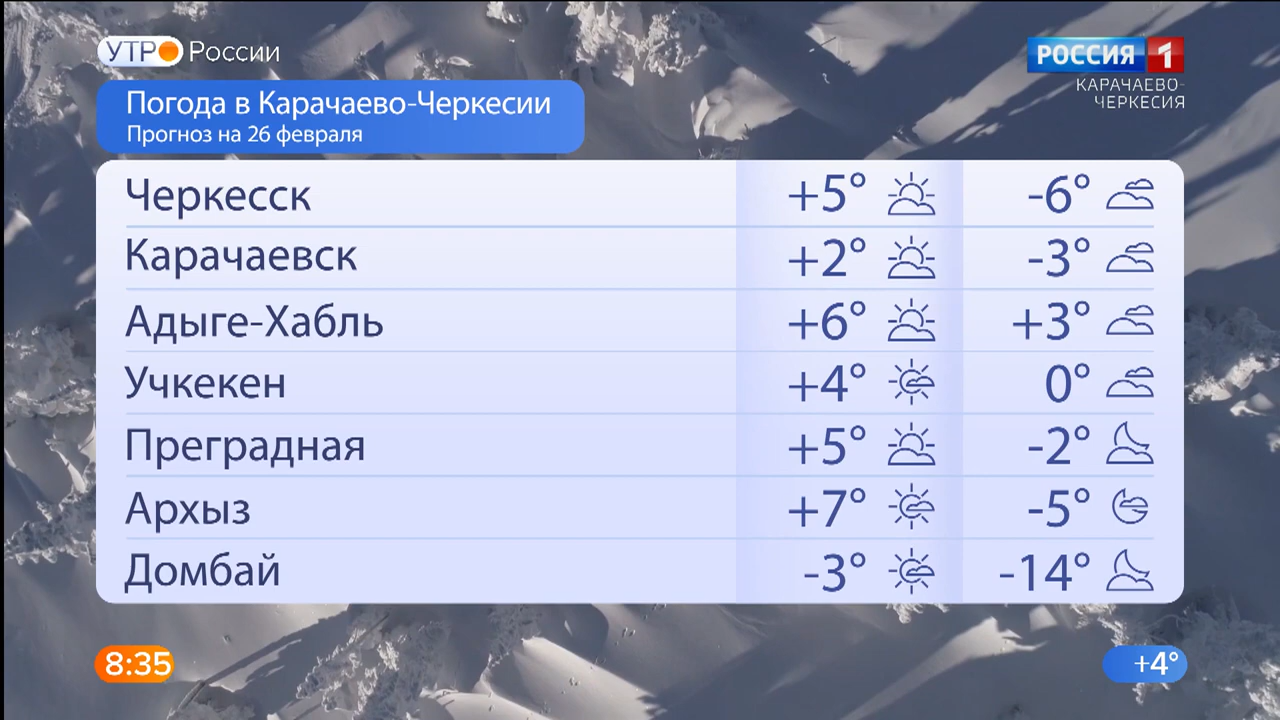 УТРО России
РОССИЯ 1
КАРАЧАЕВО-
ЧЕРКЕСИЯ
Погода в Карачаево-Черкесии
Прогноз на 26 февраля
Черкесск +5° -6°
Карачаевск +2° -3°
Адыге-Хабль +6° +3°
Учкекен +4° 0°
Преградная +5° -2°
Архыз +7° -5°
Домбай -3° -14°
8:35 +4°